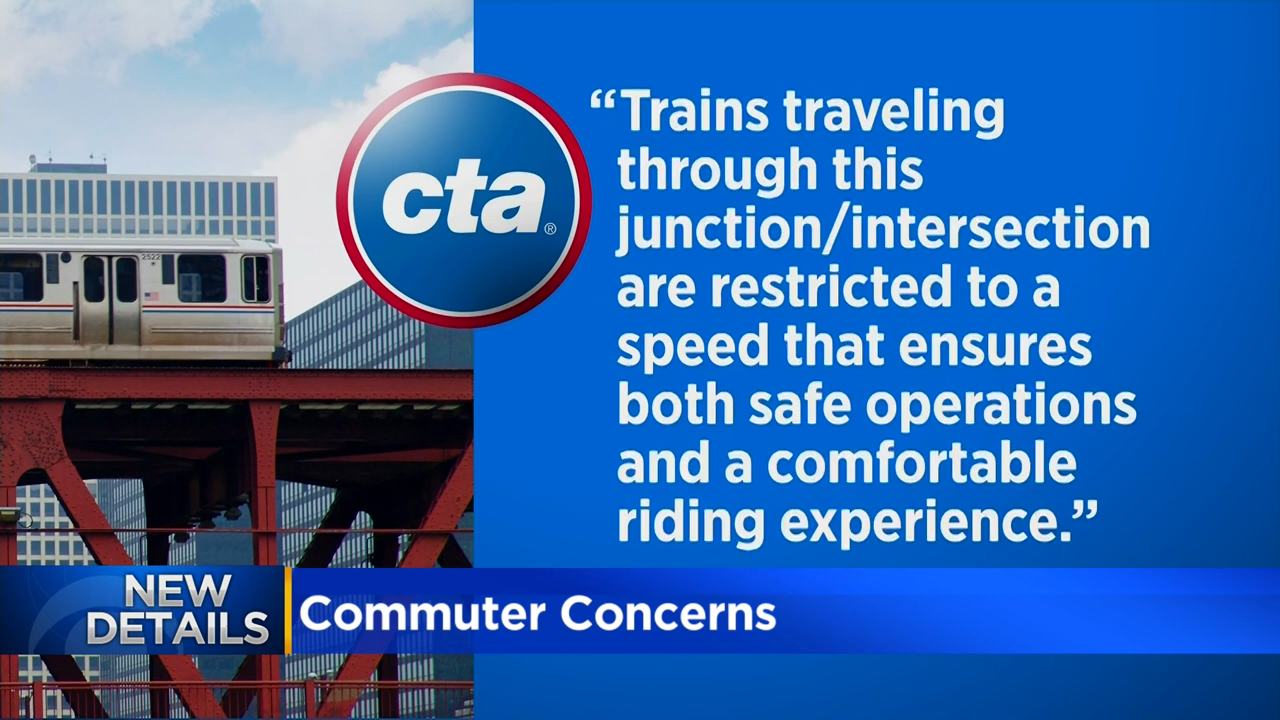 cta®
2522
“Trains traveling
through this
junction/intersection
are restricted to a
speed that ensures
both safe operations
and a comfortable
riding experience.”
NEW
DETAILS
Commuter Concerns